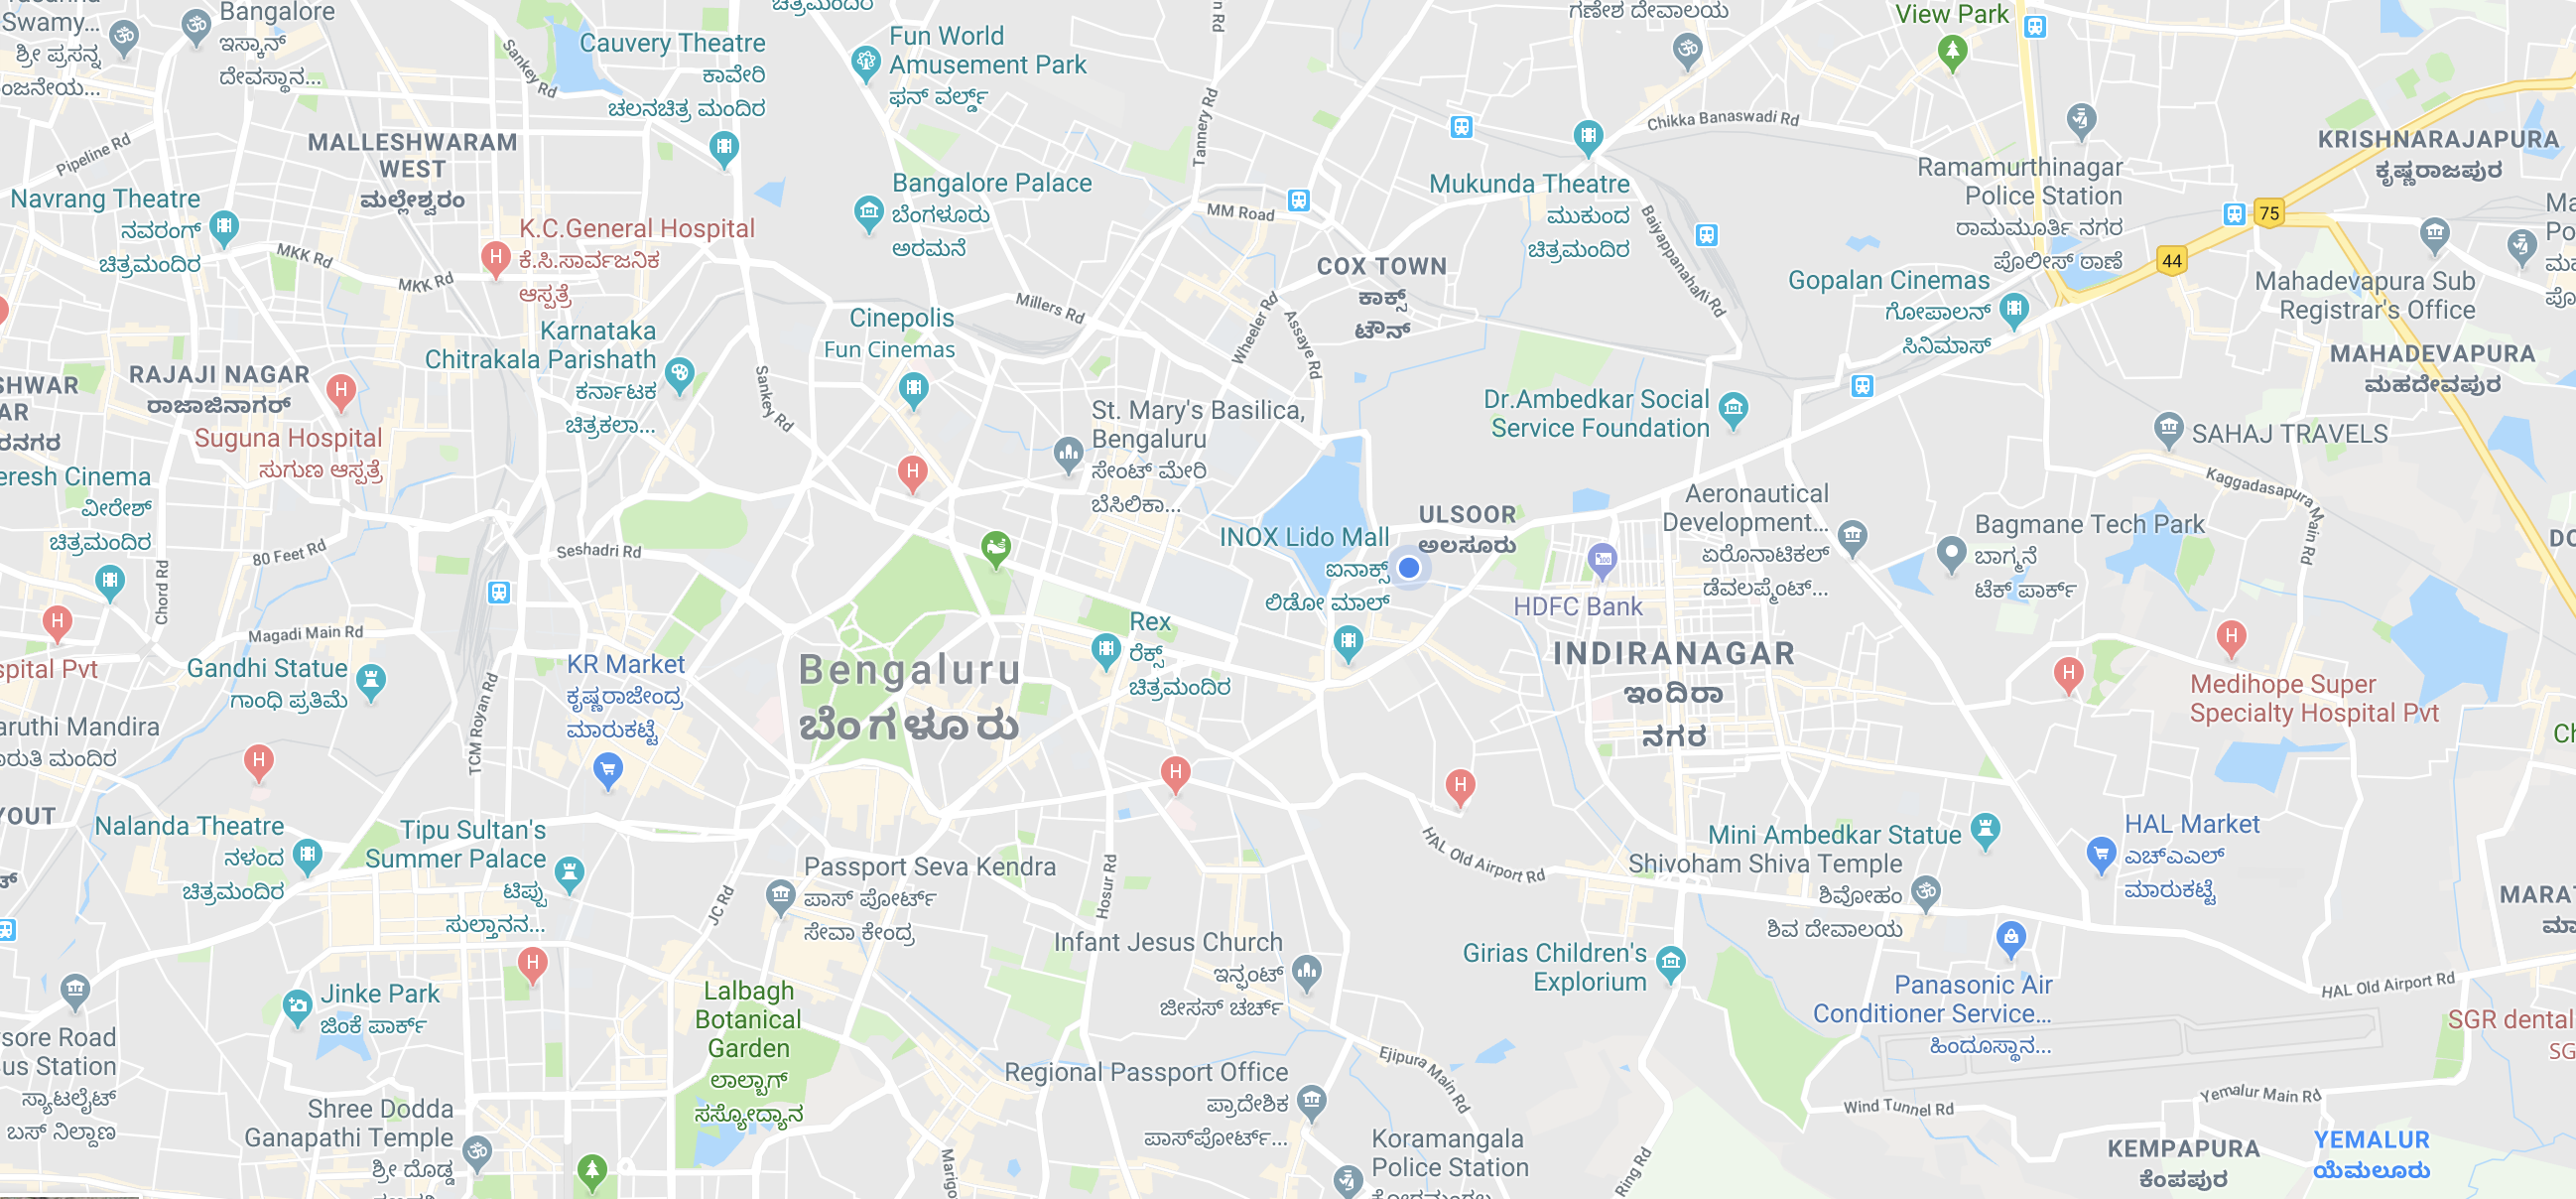 Swamy...
ಶ್ರೀ ಪ್ರಸನ್ನ
Bangalore
ಇಸ್ಕಾನ್
ದೇವಸ್ಥಾನ...
Sankey Rd
Cauvery Theatre
ಕಾವೇರಿ
ಚಲನಚಿತ್ರ ಮಂದಿರ
Fun World
Amusement Park
ಫನ್ ವರ್ಲ್ಡ್
ಗಣೇಶ ದೇವಾಲಯ
View Park
Pipeline Rd
MALLESHWARAM
WEST
ಮಲ್ಲೇಶ್ವರಂ
Tannery Rd
Chikka Banaswadi Rd
KRISHNARAJAPURA
ಕೃಷ್ಣರಾಜಪುರ
Navrang Theatre
ನವರಂಗ್
ಚಿತ್ರಮಂದಿರ
K.C.General Hospital
ಕೆ.ಸಿ.ಸಾರ್ವಜನಿಕ
ಆಸ್ಪತ್ರೆ
Bangalore Palace
ಬೆಂಗಳೂರು
ಅರಮನೆ
MM Road
Mukunda Theatre
ಮುಕುಂದ
ಚಿತ್ರಮಂದಿರ
Baiyappanahalli Rd
Ramamurthinagar
Police Station
ರಾಮಮೂರ್ತಿ ನಗರ
ಪೊಲೀಸ್ ಠಾಣೆ
75
44
MKK Rd
MKK Rd
COX TOWN
ಕಾಕ್ಸ್
ಟೌನ್
Gopalan Cinemas
ಗೋಪಾಲನ್
ಸಿನಿಮಾಸ್
Mahadevapura Sub
Registrar's Office
Millers Rd
Wheeler Rd
Assaye Rd
Karnataka
Chitrakala Parishath
ಕರ್ನಾಟಕ
ಚಿತ್ರಕಲಾ...
Cinepolis
Fun Cinemas
MAHADEVAPURA
ಮಹದೇವಪುರ
RAJAJI NAGAR
ರಾಜಾಜಿನಾಗರ್
Suguna Hospital
ಸುಗುಣ ಆಸ್ಪತ್ರೆ
Sankey Rd
St. Mary's Basilica,
Bengaluru
ಸೇಂಟ್ ಮೇರಿ
ಬೆಸಿಲಿಕಾ...
Dr.Ambedkar Social
Service Foundation
SAHAJ TRAVELS
Kaggadasapura Main Rd
Cinema
ವೀರೇಶ್
ಚಿತ್ರಮಂದಿರ
80 Feet Rd
Seshadri Rd
Chord Rd
INOX Lido Mall
ಐನಾಕ್ಸ್
ಲಿಡೋ ಮಾಲ್
ULSOOR
ಅಲಸೂರು
Aeronautical
Development...
ಏರೊನಾಟಿಕಲ್
ಡೆವಲಪ್ಮೆಂಟ್...
Bagmane Tech Park
ಬಾಗ್ಮನೆ
ಟೆಕ್ ಪಾರ್ಕ್
HDFC Bank
Magadi Main Rd
Gandhi Statue
ಗಾಂಧಿ ಪ್ರತಿಮೆ
KR Market
ಕೃಷ್ಣರಾಜೇಂದ್ರ
ಮಾರುಕಟ್ಟೆ
Bengaluru
ಬೆಂಗಳೂರು
Rex
ರೆಕ್ಸ್
ಚಿತ್ರಮಂದಿರ
INDIRANAGAR
ಇಂದಿರಾ
ನಗರ
Medihope Super
Specialty Hospital Pvt
Pvt
Mandira
ಮಂದಿರ
TCM Royan Rd
Nalanda Theatre
ನಳಂದ
ಚಿತ್ರಮಂದಿರ
Tipu Sultan's
Summer Palace
ಟಿಪ್ಪು
ಸುಲ್ತಾನನ...
Passport Seva Kendra
ಪಾಸ್ ಪೋರ್ಟ್
ಸೇವಾ ಕೇಂದ್ರ
JC Rd
Hosur Rd
HAL Old Airport Rd
Mini Ambedkar Statue
Shivoham Shiva Temple
ಶಿವೋಹಂ
ಶಿವ ದೇವಾಲಯ
HAL Market
ಎಚ್ಎಎಲ್
ಮಾರುಕಟ್ಟೆ
Infant Jesus Church
ಇನ್ಫಂಟ್
ಜೀಸಸ್ ಚರ್ಚ್
Girias Children's
Explorium
Panasonic Air
Conditioner Service...
ಹಿಂದೂಸ್ಥಾನ...
HAL Old Airport Rd
SGR dental
Jinke Park
ಜಿಂಕೆ ಪಾರ್ಕ್
Lalbagh
Botanical
Garden
ಲಾಲ್ಬಾಗ್
ಸಸ್ಯೋದ್ಯಾನ
Road
Station
ಸ್ಯಾಟಲೈಟ್
ಬಸ್ ನಿಲ್ದಾಣ
Regional Passport Office
ಪ್ರಾದೇಶಿಕ
ಪಾಸ್‌ಪೋರ್ಟ್...
Ejipura Main Rd
Wind Tunnel Rd
Yemalur Main Rd
Shree Dodda
Ganapathi Temple
ಶ್ರೀ ದೊಡ್ಡ
Koramangala
Police Station
Ring Rd
KEMPAPURA
ಕೆಂಪಪುರ
YEMALUR
ಯೆಮಲೂರು